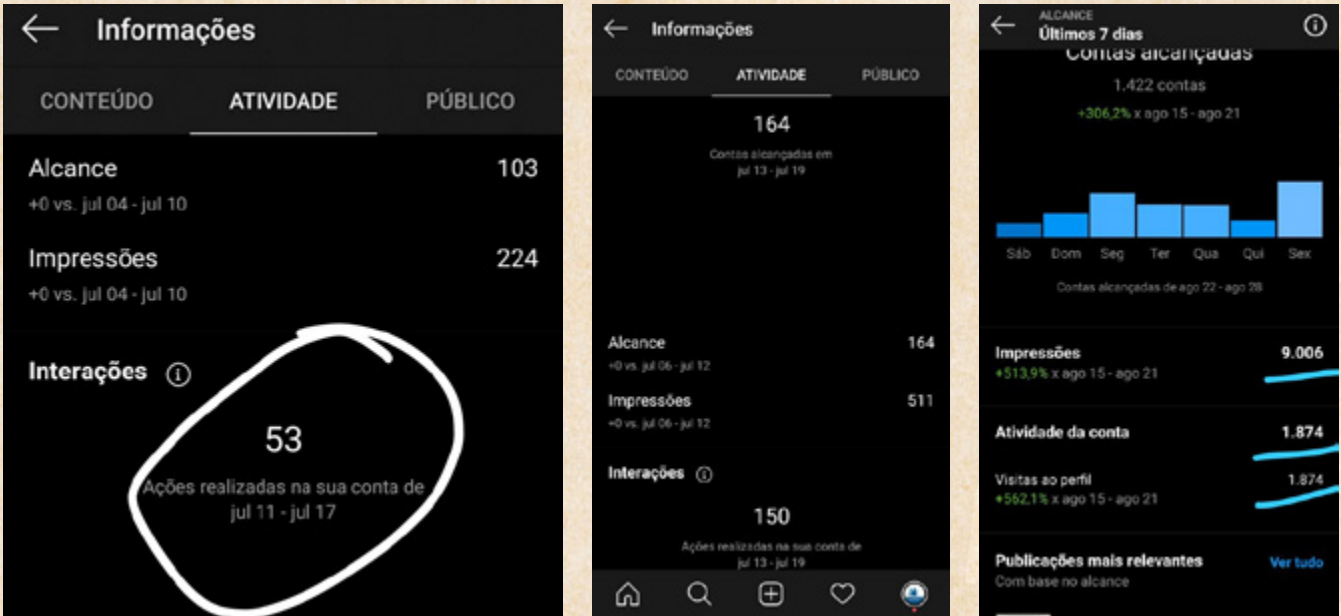 Informações
CONTEÚDO ATIVIDADE PÚBLICO
Alcance 103
+0 vs. jul 04 - jul 10
Impressões 224
+0 vs. jul 04 - jul 10
Interações
53
Ações realizadas na sua conta de
jul 11 - jul 17
Informações
CONTEÚDO ATIVIDADE PÚBLICO
164
Contas alcançadas em
jul 13 - jul 19
Alcance 164
+0 vs. jul 06 - jul 12
Impressões 511
+0 vs. jul 06 - jul 12
Interações
150
Ações realizadas na sua conta de
jul 13 - jul 19
ALCANCE
Últimos 7 dias
Contas alcançadas
1.422 contas
+306,2% x ago 15 - ago 21
Sáb Dom Seg Ter Qua Qui Sex
Contas alcançadas de ago 22 - ago 28
Impressões 9.006
+513,9% x ago 15 - ago 21
Atividade da conta 1.874
Visitas ao perfil 1.874
+562,1% x ago 15 - ago 21
Publicações mais relevantes Ver tudo
Com base no alcance